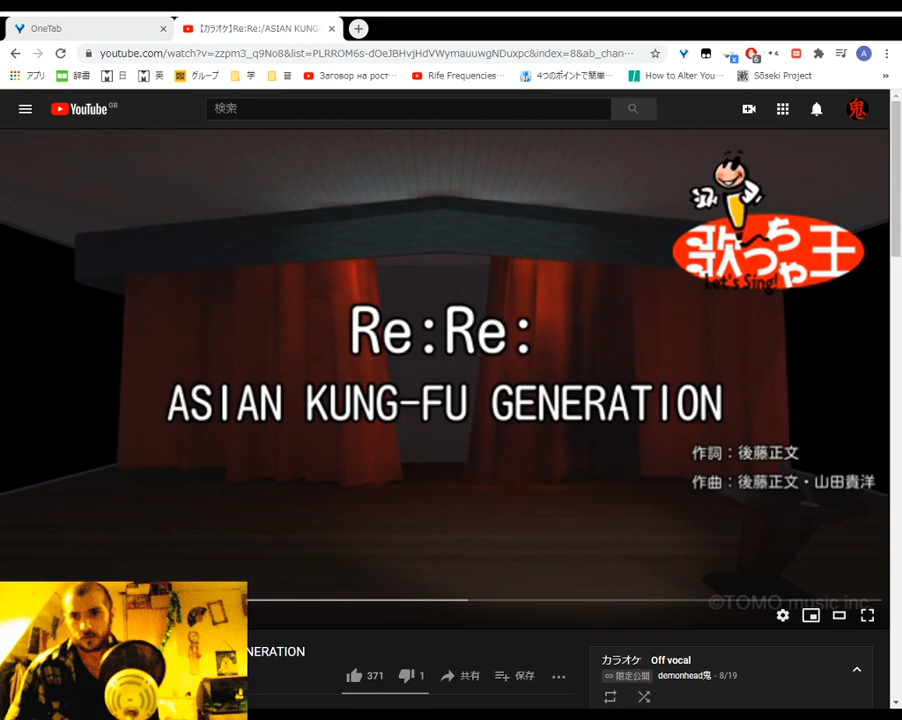 OneTab
【カラオケ】Re:Re:/ASIAN KUNG-
youtube.com/watch?v=zzpm3_q9No8&list=PLRROM6s-dOeJBHvjHdVWymauuwgNDuxpc&index=8&ab_chan...
A
アプリ 辞書 日 英 グループ 学 Заговор на рост... Rife Frequencies... 4つのポイントで簡単... How to Alter You... Sōseki Project
YouTube GB
検索
鬼
歌っちゃ王
Let's Sing!
Re:Re:
ASIAN KUNG-FU GENERATION
作詞：後藤正文
作曲：後藤正文・山田貴洋
©TOMO music inc
NERATION
371 1 共有 保存
カラオケ Off vocal
限定公開 demonhead鬼 - 8/19